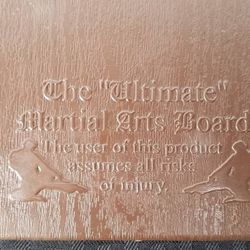 The "Ultimate"
Martial Arts Board
The user of this product
assumes all risks
of injury.